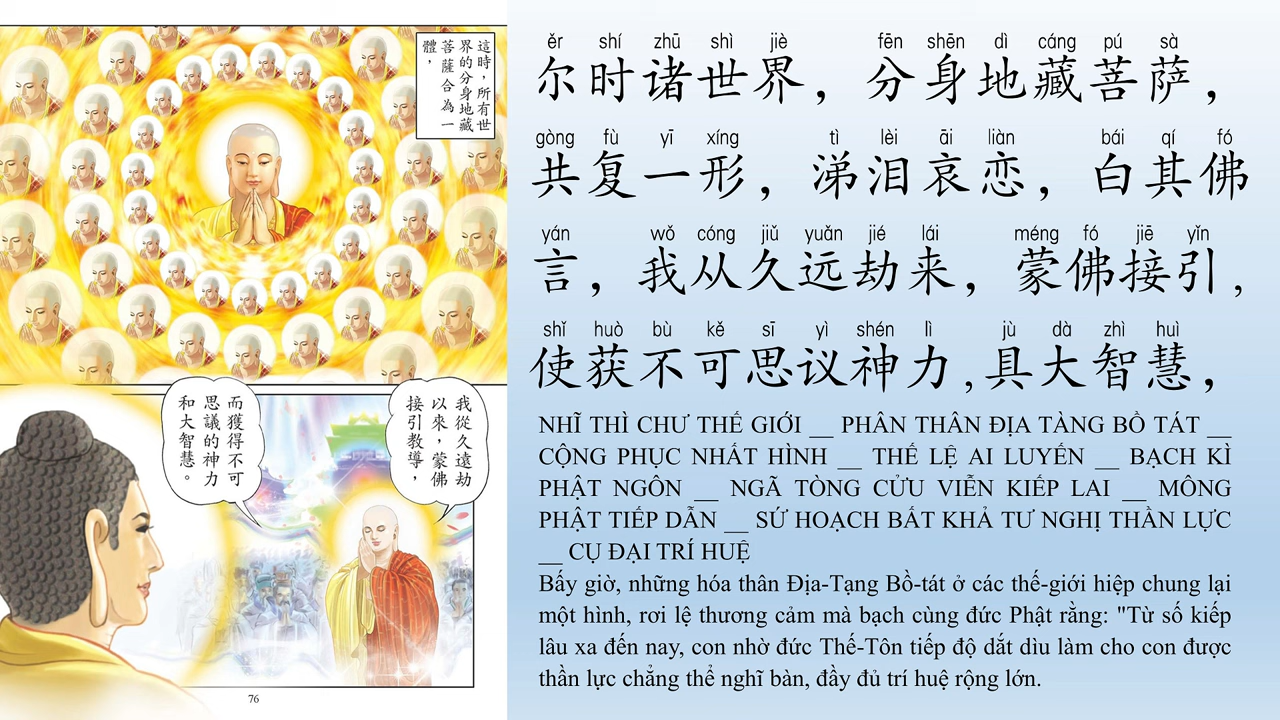 這時，所有世
界的分身地藏
菩薩合為一
體，
我從久遠劫
以來，蒙佛
接引教導，
而獲得不可
思議的神力
和大智慧。
76
ěr shí zhū shì jiè fēn shēn dì cáng pú sà
尔时诸世界，分身地藏菩萨，
gòng fù yī xíng tì lèi āi liàn bái qí fó
共复一形，涕泪哀恋，白其佛
yán wǒ cóng jiǔ yuǎn jié lái méng fó jiē yǐn
言，我从久远劫来，蒙佛接引，
shǐ huò bù kě sī yì shén lì jù dà zhì huì
使获不可思议神力,具大智慧，
NHĨ THÌ CHƯ THẾ GIỚI __ PHÂN THÂN ĐỊA TÀNG BỒ TÁT __
CỘNG PHỤC NHẤT HÌNH __ THẾ LỆ AI LUYẾN __ BẠCH KÌ
PHẬT NGÔN __ NGÃ TÒNG CỬU VIỄN KIẾP LAI __ MÔNG
PHẬT TIẾP DẪN __ SỨ HOẠCH BẤT KHẢ TƯ NGHỊ THẦN LỰC
__ CỤ ĐẠI TRÍ HUỆ
Bấy giờ, những hóa thân Địa-Tạng Bồ-tát ở các thế-giới hiệp chung lại
một hình, rơi lệ thương cảm mà bạch cùng đức Phật rằng: "Từ số kiếp
lâu xa đến nay, con nhờ đức Thế-Tôn tiếp độ dắt dìu làm cho con được
thần lực chẳng thể nghĩ bàn, đầy đủ trí huệ rộng lớn.